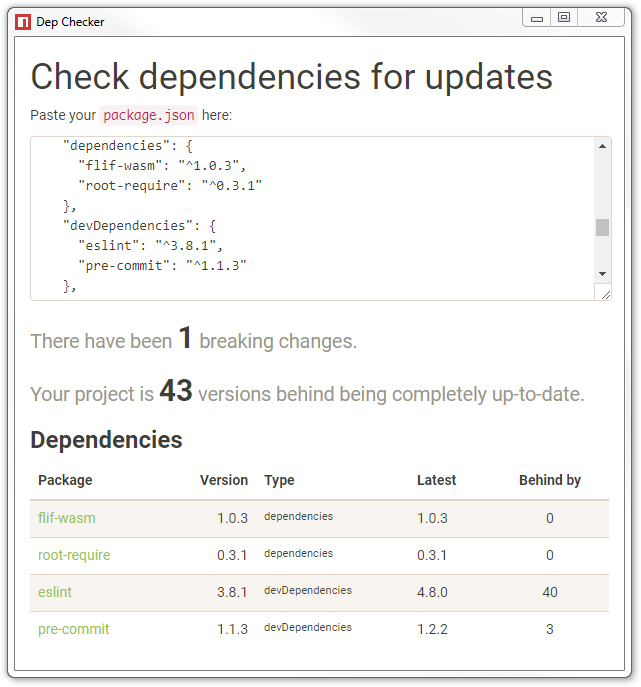 Dep Checker
Check dependencies for updates
Paste your package.json here:
"dependencies": {
"flif-wasm": "^1.0.3",
"root-require": "^0.3.1"
},
"devDependencies": {
"eslint": "^3.8.1",
"pre-commit": "^1.1.3"
},
There have been 1 breaking changes.
Your project is 43 versions behind being completely up-to-date.
Dependencies
Package Version Type Latest Behind by
flif-wasm 1.0.3 dependencies 1.0.3 0
root-require 0.3.1 dependencies 0.3.1 0
eslint 3.8.1 devDependencies 4.8.0 40
pre-commit 1.1.3 devDependencies 1.2.2 3